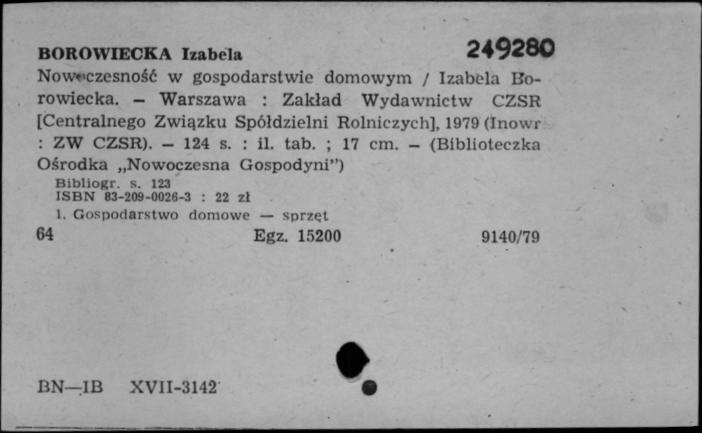 BOROWIECKA Izabela 249280
Nowoczesność w gospodarstwie domowym / Izabela Bo-
rowiecka. — Warszawa : Zakład Wydawnictw CZSR
[Centralnego Związku Spółdzielni Rolniczych], 1979 (Inowr
: ZW CZSR). — 124 s. : il. tab. ; 17 cm. — (Biblioteczka
Ośrodka „Nowoczesna Gospodyni”)
Bibliogr. s. 123
ISBN 83-209-0026-3 : 22 zł
1. Gospodarstwo domowe — sprzęt
64 Egz. 15200 9140/79
BN—IB XVII-3142